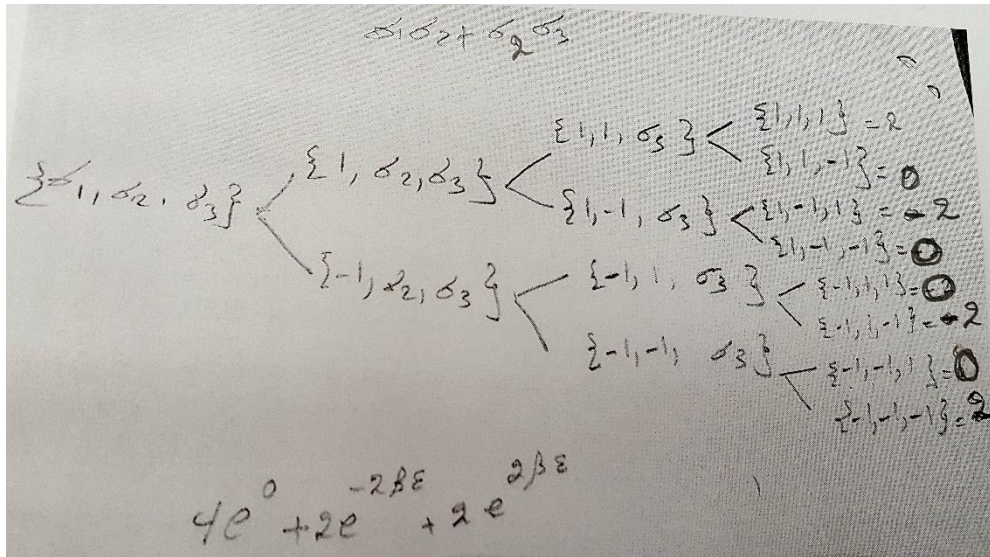 σ₁σ₂ + σ₂σ₃
{1, 1, 1} = 2
{1, 1, σ₃}
{1, 1, -1} = 0
{1, σ₂, σ₃}
{σ₁, σ₂, σ₃}
{1, -1, σ₃}
{1, -1, 1} = -2
{1, -1, -1} = 0
{-1, σ₂, σ₃}
{-1, 1, σ₃}
{-1, 1, 1} = 0
{-1, 1, -1} = -2
{-1, -1, σ₃}
{-1, -1, 1} = 0
{-1, -1, -1} = 2
4e⁰ + 2e^{-2βε} + 2e^{2βε}